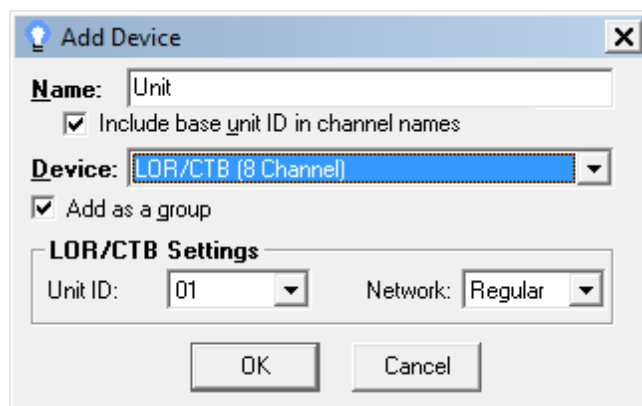 Add Device
Name: Unit
Include base unit ID in channel names
Device: LOR/CTB (8 Channel)
Add as a group
LOR/CTB Settings
Unit ID: 01 Network: Regular
OK Cancel